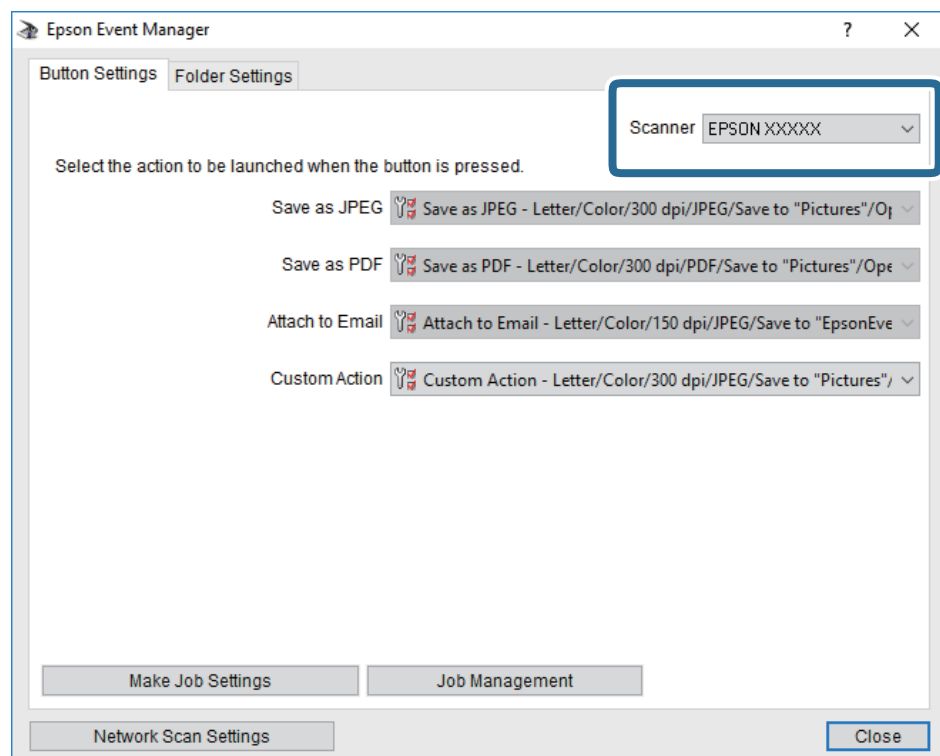 Epson Event Manager
?
Button Settings Folder Settings
Scanner EPSON XXXXX
Select the action to be launched when the button is pressed.
Save as JPEG Save as JPEG - Letter/Color/300 dpi/JPEG/Save to "Pictures"/Op
Save as PDF Save as PDF - Letter/Color/300 dpi/PDF/Save to "Pictures"/Ope
Attach to Email Attach to Email - Letter/Color/150 dpi/JPEG/Save to "EpsonEve
Custom Action Custom Action - Letter/Color/300 dpi/JPEG/Save to "Pictures"/
Make Job Settings Job Management
Network Scan Settings Close